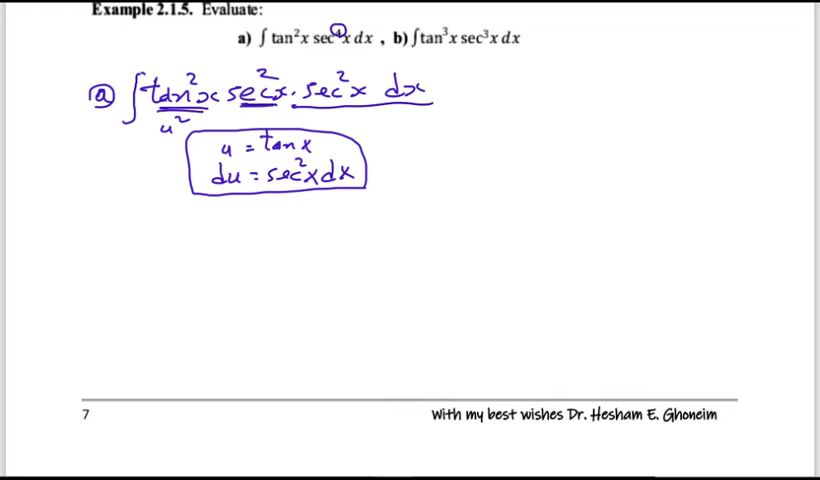 Example 2.1.5. Evaluate:
a) ∫ tan²x sec⁴x dx , b) ∫tan³x sec³x dx
ⓐ ∫tan²x sec²x . sec²x dx
u²
u = tanx
du = sec²x dx
7 With my best wishes Dr. Hesham E. Ghoneim